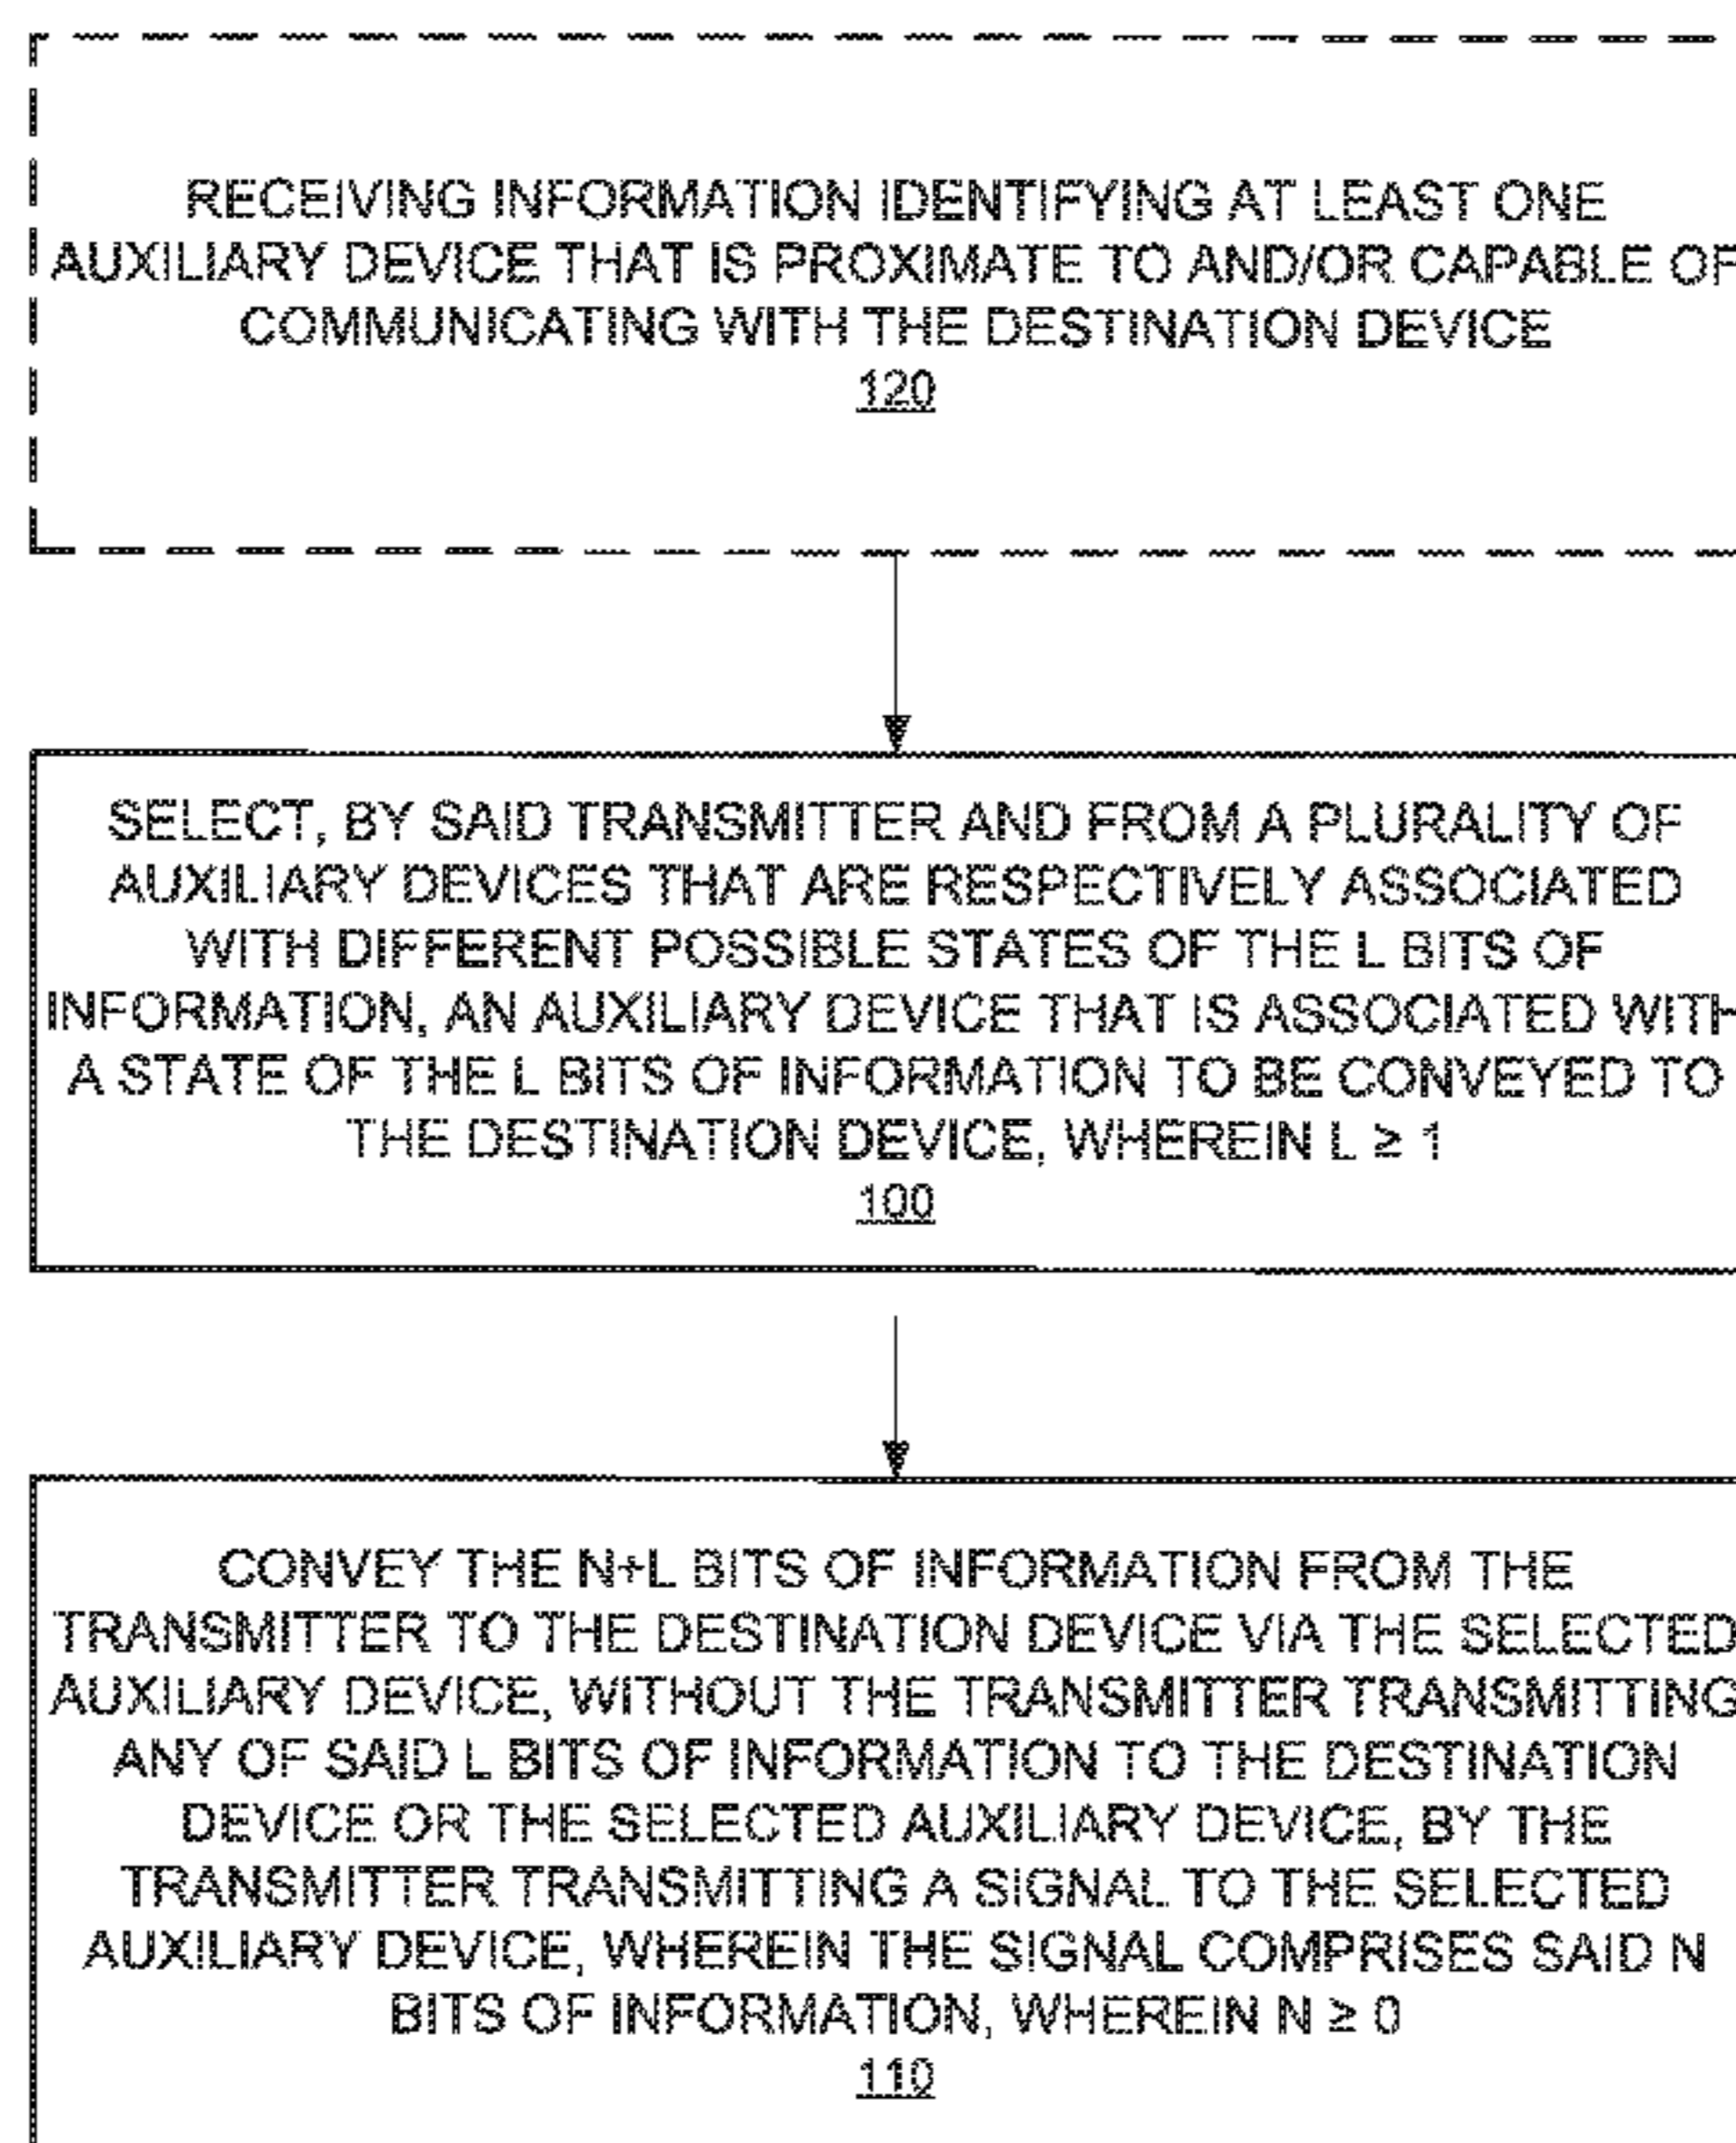 RECEIVING INFORMATION IDENTIFYING AT LEAST ONE
AUXILIARY DEVICE THAT IS PROXIMATE TO AND/OR CAPABLE OF
COMMUNICATING WITH THE DESTINATION DEVICE
120
SELECT, BY SAID TRANSMITTER AND FROM A PLURALITY OF
AUXILIARY DEVICES THAT ARE RESPECTIVELY ASSOCIATED
WITH DIFFERENT POSSIBLE STATES OF THE L BITS OF
INFORMATION, AN AUXILIARY DEVICE THAT IS ASSOCIATED WITH
A STATE OF THE L BITS OF INFORMATION TO BE CONVEYED TO
THE DESTINATION DEVICE, WHEREIN L ≥ 1
100
CONVEY THE N+L BITS OF INFORMATION FROM THE
TRANSMITTER TO THE DESTINATION DEVICE VIA THE SELECTED
AUXILIARY DEVICE, WITHOUT THE TRANSMITTER TRANSMITTING
ANY OF SAID L BITS OF INFORMATION TO THE DESTINATION
DEVICE OR THE SELECTED AUXILIARY DEVICE, BY THE
TRANSMITTER TRANSMITTING A SIGNAL TO THE SELECTED
AUXILIARY DEVICE, WHEREIN THE SIGNAL COMPRISES SAID N
BITS OF INFORMATION, WHEREIN N ≥ 0
110